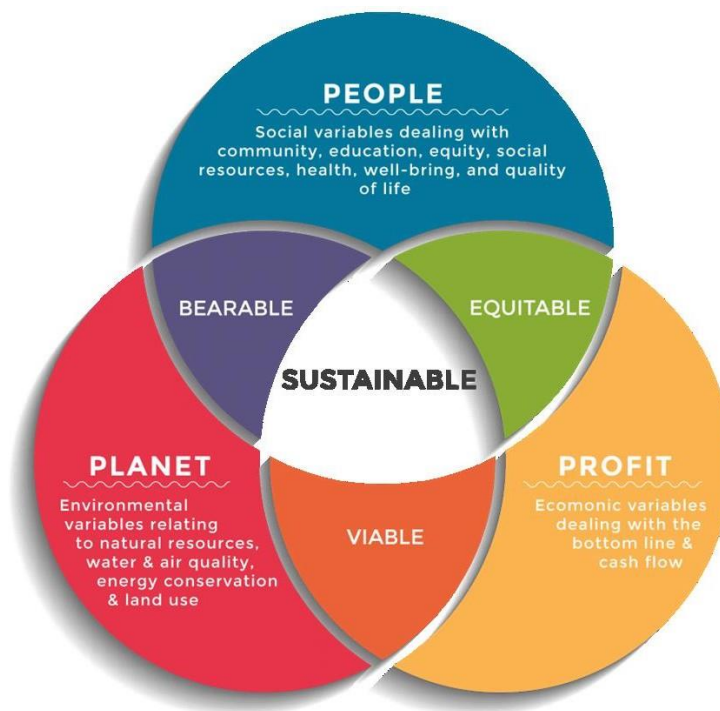 PEOPLE
Social variables dealing with
community, education, equity, social
resources, health, well-bring, and quality
of life
BEARABLE
EQUITABLE
SUSTAINABLE
PLANET
Environmental
variables relating
to natural resources,
water & air quality,
energy conservation
& land use
VIABLE
PROFIT
Ecomonic variables
dealing with the
bottom line &
cash flow